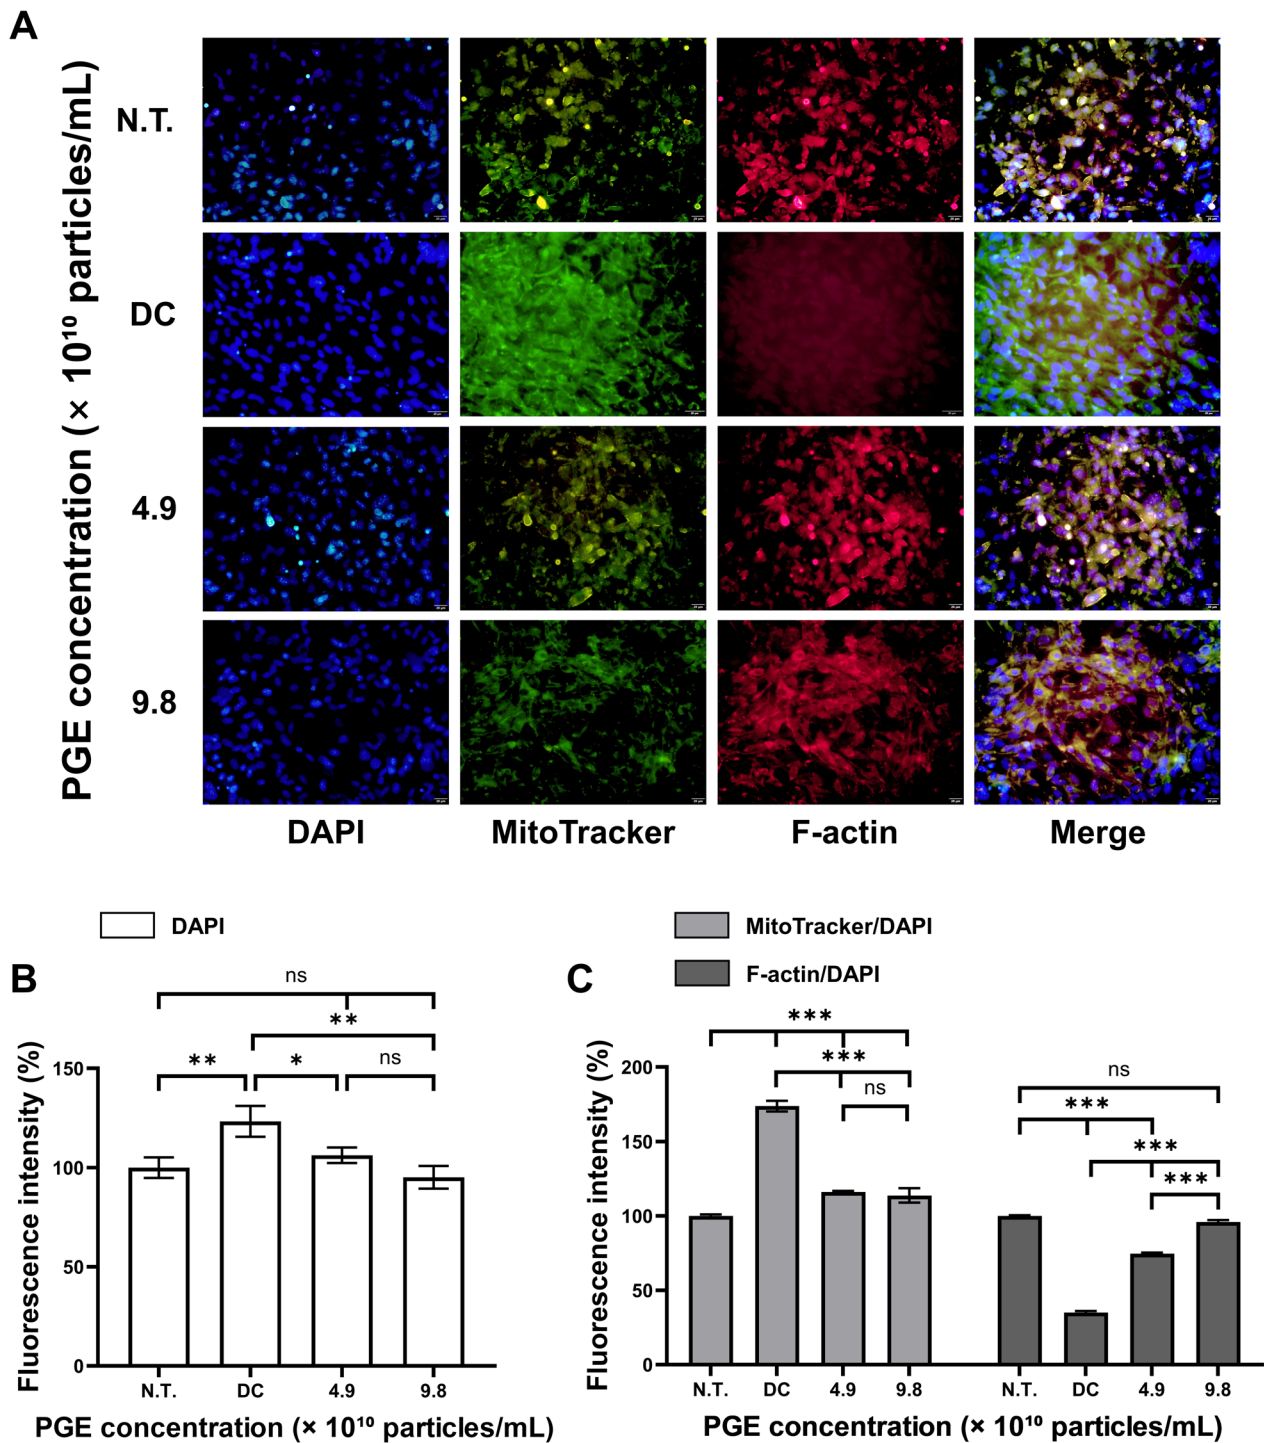 A
PGE concentration (× 10¹⁰ particles/mL)
N.T.
DC
4.9
9.8
DAPI
MitoTracker
F-actin
Merge
DAPI
MitoTracker/DAPI
F-actin/DAPI
B
Fluorescence intensity (%)
150
100
50
0
ns
**
**
*
ns
N.T.
DC
4.9
9.8
PGE concentration (× 10¹⁰ particles/mL)
C
Fluorescence intensity (%)
200
150
100
50
0
***
***
ns
ns
***
***
***
N.T.
DC
4.9
9.8
N.T.
DC
4.9
9.8
PGE concentration (× 10¹⁰ particles/mL)